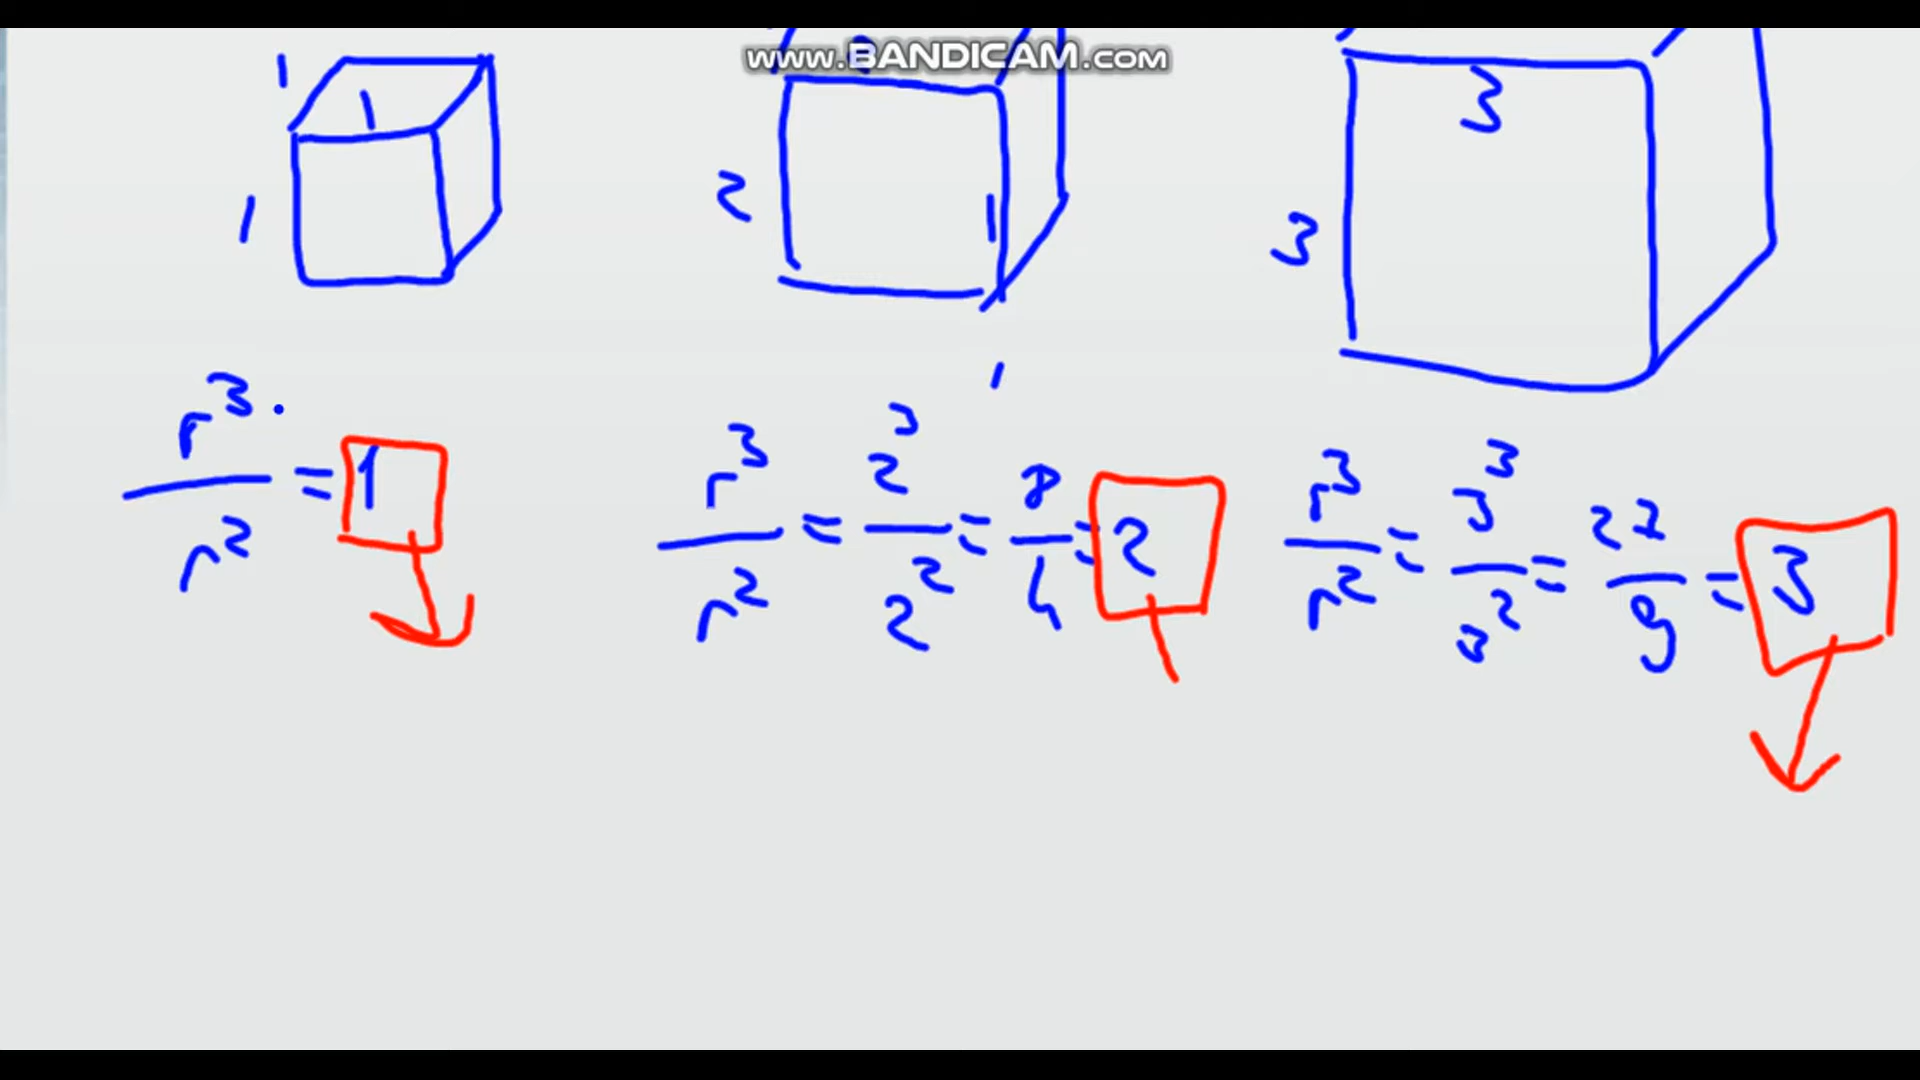 www.BANDICAM.com
1
1
1
2
1
3
3
r³/r² = 1
r³/r² = 2³/2² = 8/4 = 2
r³/r² = 3³/3² = 27/9 = 3